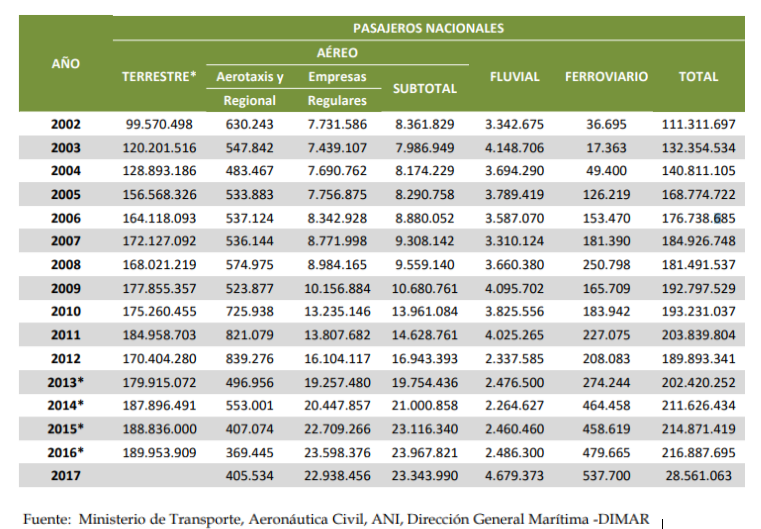 PASAJEROS NACIONALES
AÉREO
AÑO TERRESTRE* Aerotaxis y Empresas SUBTOTAL FLUVIAL FERROVIARIO TOTAL
Regional Regulares
2002 99.570.498 630.243 7.731.586 8.361.829 3.342.675 36.695 111.311.697
2003 120.201.516 547.842 7.439.107 7.986.949 4.148.706 17.363 132.354.534
2004 128.893.186 483.467 7.690.762 8.174.229 3.694.290 49.400 140.811.105
2005 156.568.326 533.883 7.756.875 8.290.758 3.789.419 126.219 168.774.722
2006 164.118.093 537.124 8.342.928 8.880.052 3.587.070 153.470 176.738.685
2007 172.127.092 536.144 8.771.998 9.308.142 3.310.124 181.390 184.926.748
2008 168.021.219 574.975 8.984.165 9.559.140 3.660.380 250.798 181.491.537
2009 177.855.357 523.877 10.156.884 10.680.761 4.095.702 165.709 192.797.529
2010 175.260.455 725.938 13.235.146 13.961.084 3.825.556 183.942 193.231.037
2011 184.958.703 821.079 13.807.682 14.628.761 4.025.265 227.075 203.839.804
2012 170.404.280 839.276 16.104.117 16.943.393 2.337.585 208.083 189.893.341
2013* 179.915.072 496.956 19.257.480 19.754.436 2.476.500 274.244 202.420.252
2014* 187.896.491 553.001 20.447.857 21.000.858 2.264.627 464.458 211.626.434
2015* 188.836.000 407.074 22.709.266 23.116.340 2.460.460 458.619 214.871.419
2016* 189.953.909 369.445 23.598.376 23.967.821 2.486.300 479.665 216.887.695
2017 405.534 22.938.456 23.343.990 4.679.373 537.700 28.561.063
Fuente: Ministerio de Transporte, Aeronáutica Civil, ANI, Dirección General Marítima -DIMAR